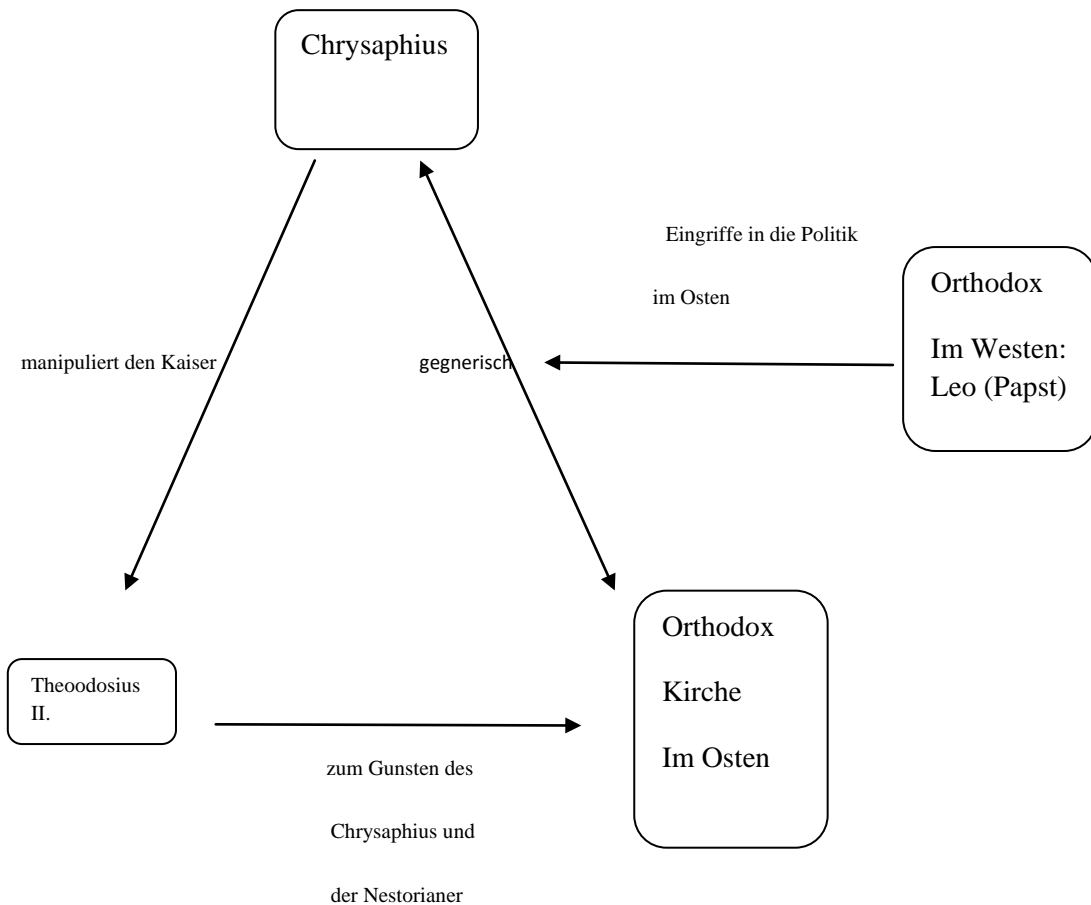 Chrysaphius
Eingriffe in die Politik
im Osten
Orthodox
Im Westen:
Leo (Papst)
manipuliert den Kaiser
gegnerisch
Theoodosius
II.
Orthodox
Kirche
Im Osten
zum Gunsten des
Chrysaphius und
der Nestorianer